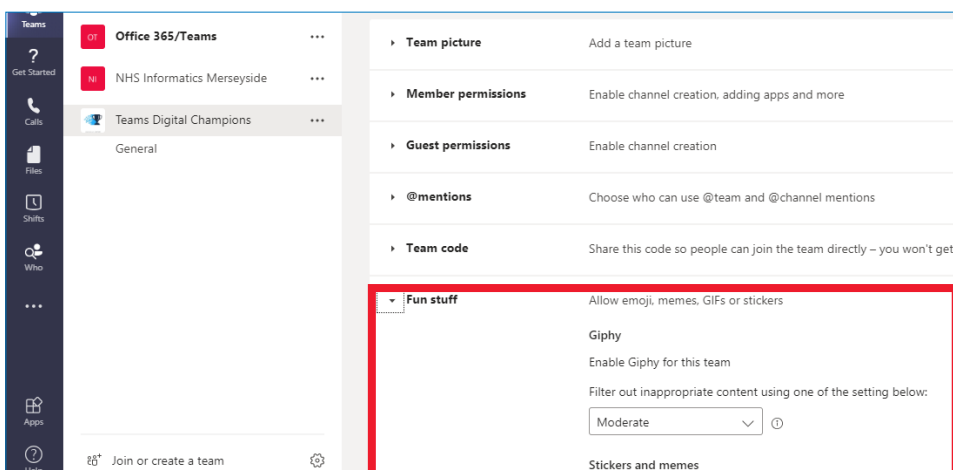 Teams
Get Started
Calls
Files
Shifts
Who
Apps
Help
OT Office 365/Teams
NI NHS Informatics Merseyside
Teams Digital Champions
General
Join or create a team
Team picture Add a team picture
Member permissions Enable channel creation, adding apps and more
Guest permissions Enable channel creation
@mentions Choose who can use @team and @channel mentions
Team code Share this code so people can join the team directly – you won't get
Fun stuff Allow emoji, memes, GIFs or stickers
Giphy
Enable Giphy for this team
Filter out inappropriate content using one of the setting below:
Moderate
Stickers and memes